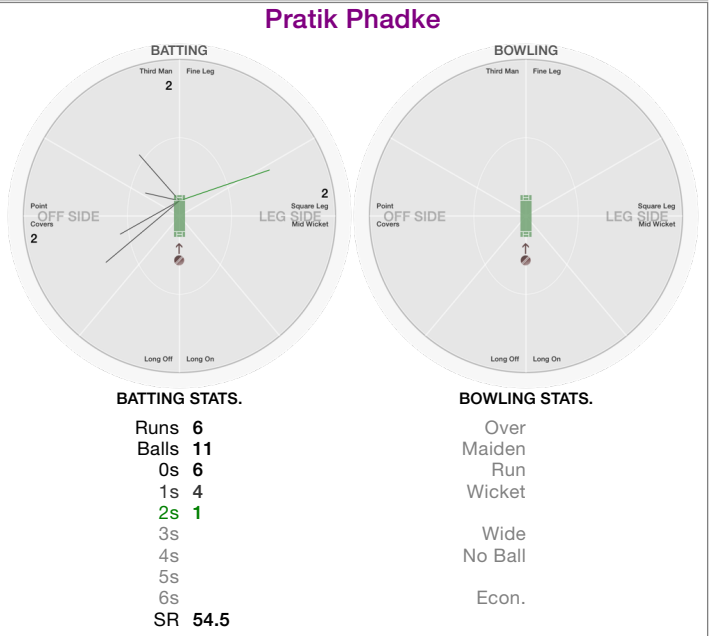 Pratik Phadke
BATTING
Third Man Fine Leg
2
2
Point Square Leg
OFF SIDE LEG SIDE
Covers Mid Wicket
2
Long Off Long On
BOWLING
Third Man Fine Leg
Point Square Leg
OFF SIDE LEG SIDE
Covers Mid Wicket
Long Off Long On
BATTING STATS.
Runs 6
Balls 11
0s 6
1s 4
2s 1
3s
4s
5s
6s
SR 54.5
BOWLING STATS.
Over
Maiden
Run
Wicket
Wide
No Ball
Econ.